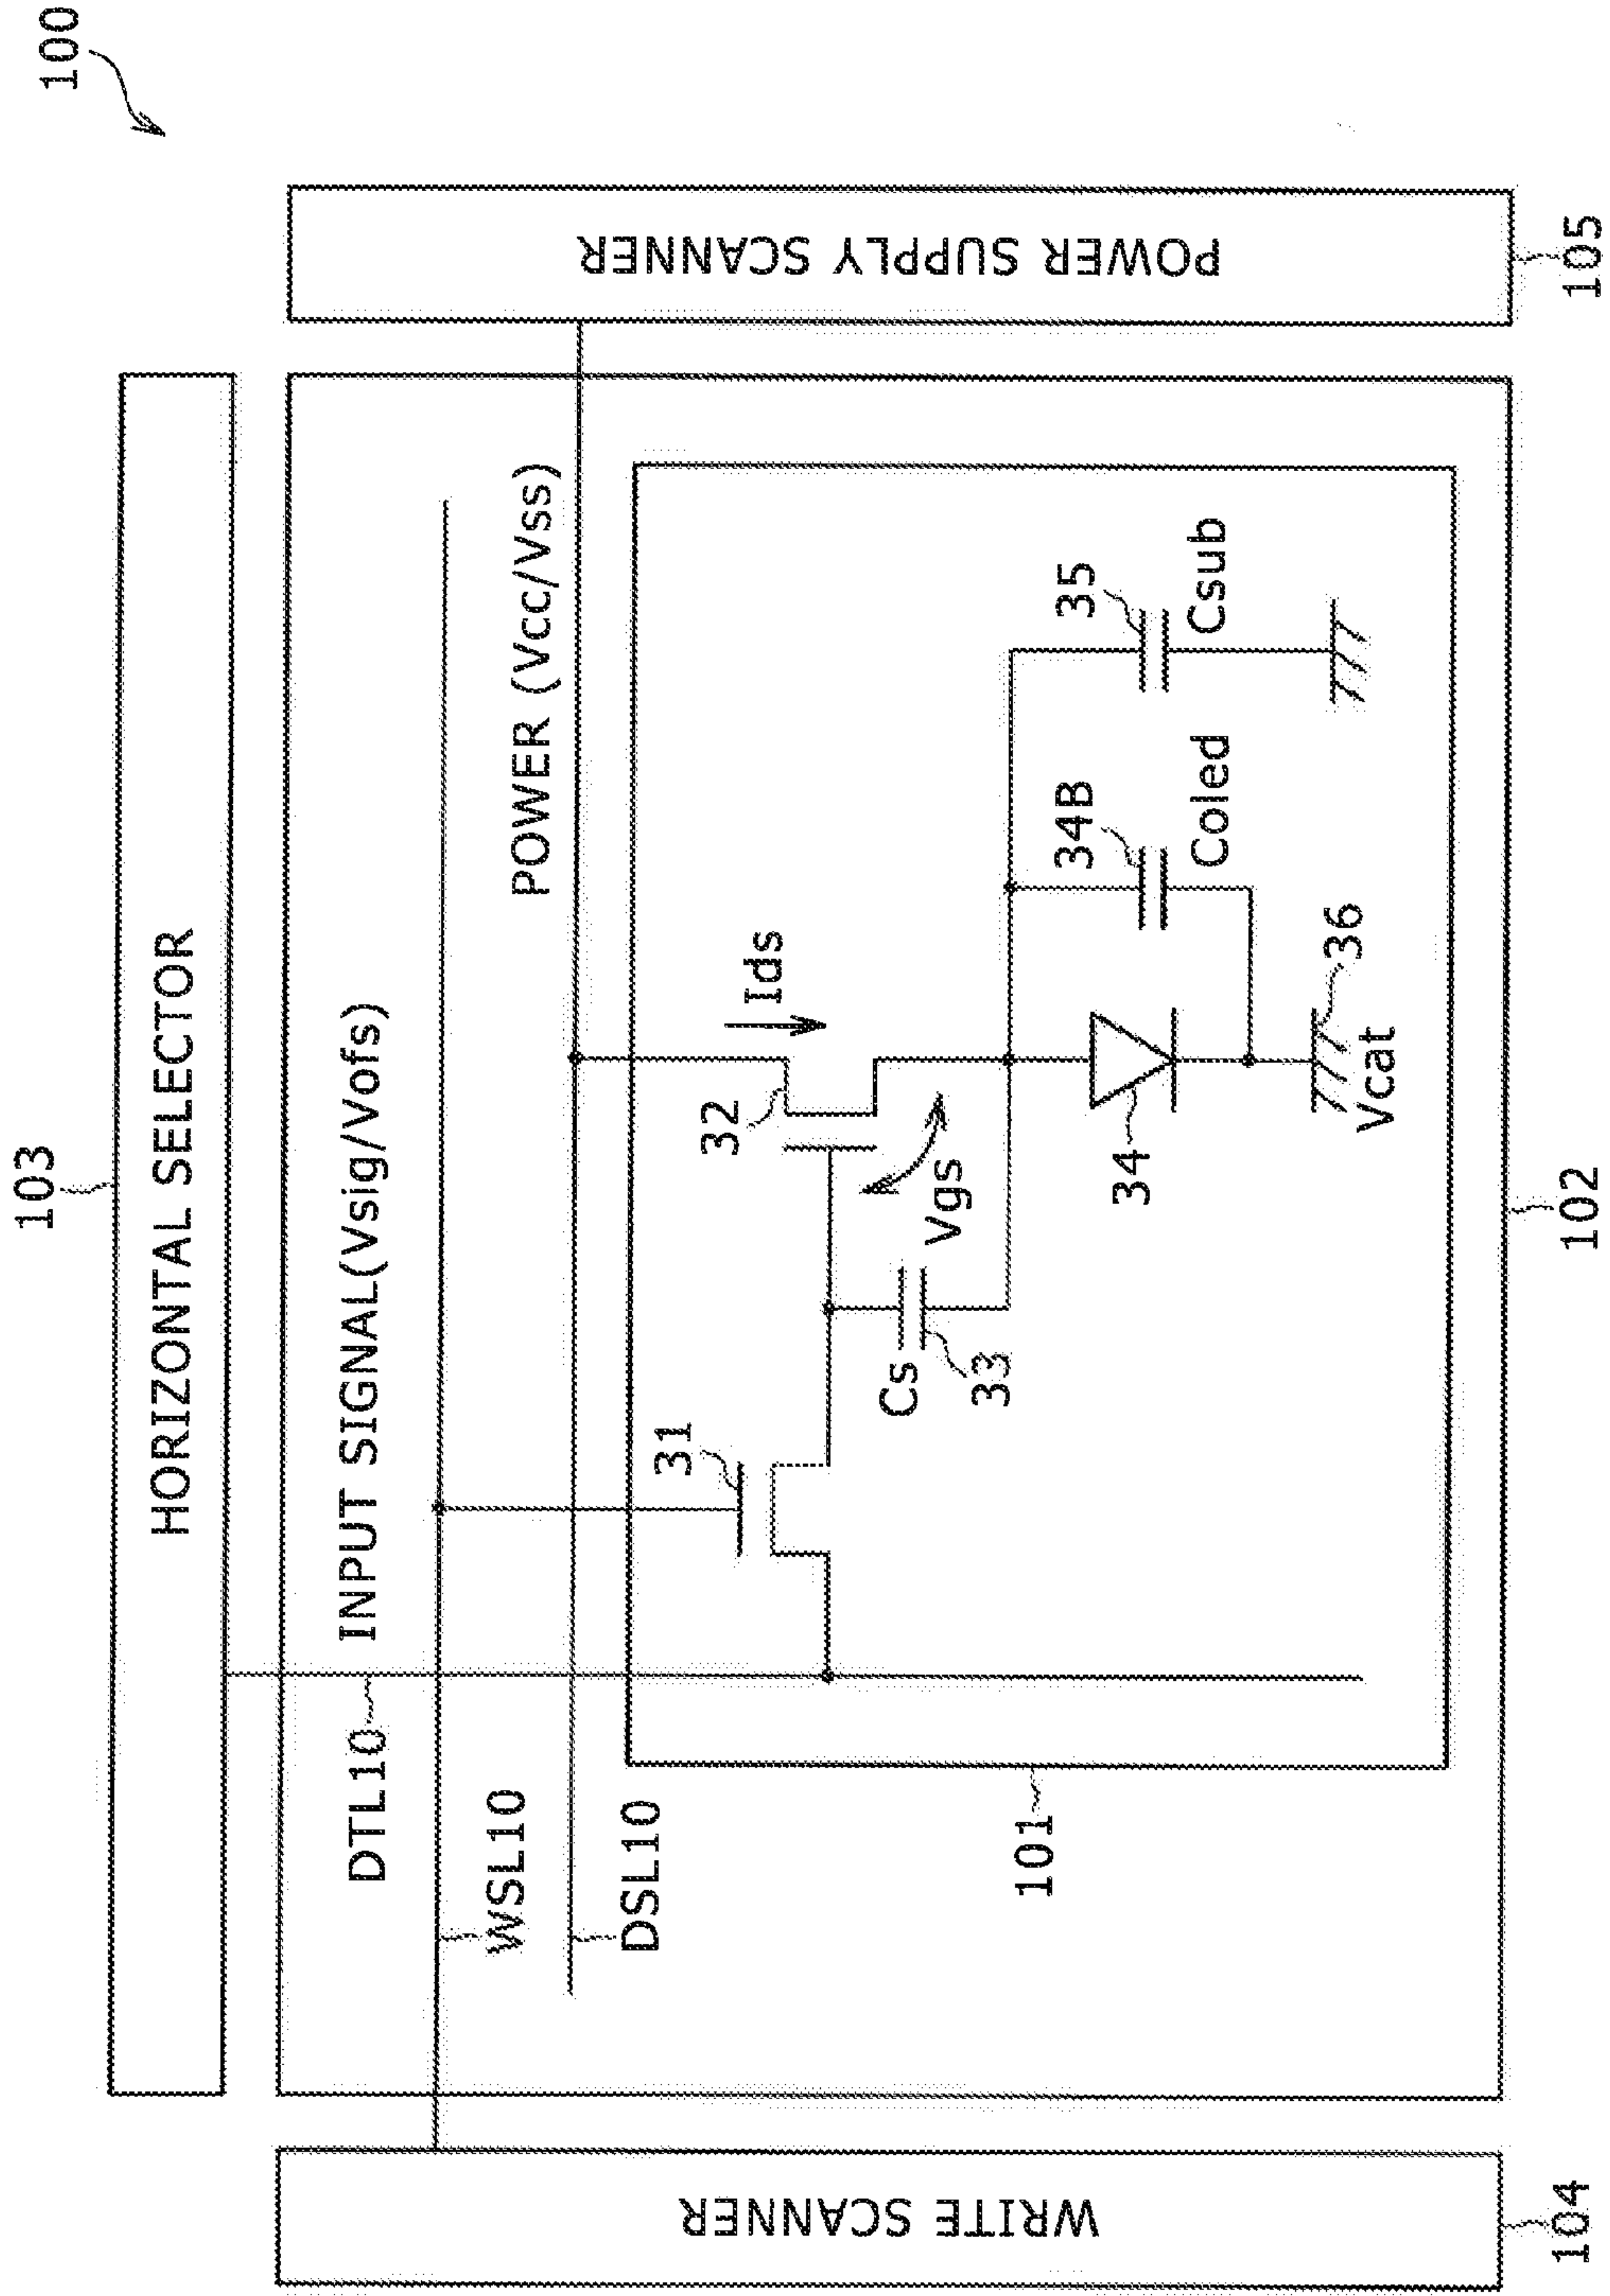 100
103
HORIZONTAL SELECTOR
INPUT SIGNAL(Vsig/Vofs)
DTL10
WSL10
POWER (Vcc/Vss)
DSL10
WRITE SCANNER
104
POWER SUPPLY SCANNER
105
31
32
Ids
Cs
33
Vgs
34
34B
Coled
35
Csub
36
Vcat
101
102